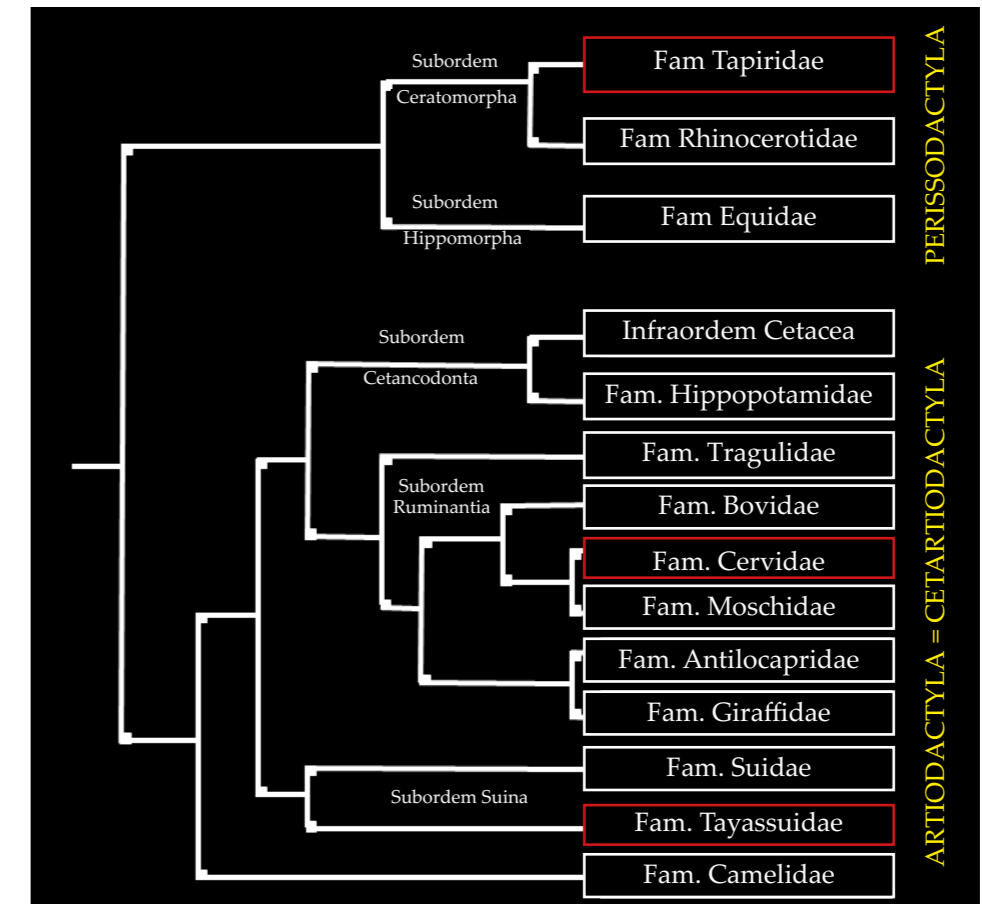 Subordem
Ceratomorpha
Fam Tapiridae
Fam Rhinocerotidae
Subordem
Hippomorpha
Fam Equidae
PERISSODACTYLA
Subordem
Cetancodonta
Infraordem Cetacea
Fam. Hippopotamidae
Fam. Tragulidae
Subordem
Ruminantia
Fam. Bovidae
Fam. Cervidae
Fam. Moschidae
Fam. Antilocapridae
Fam. Giraffidae
Fam. Suidae
Subordem Suina
Fam. Tayassuidae
Fam. Camelidae
ARTIODACTYLA = CETARTIODACTYLA